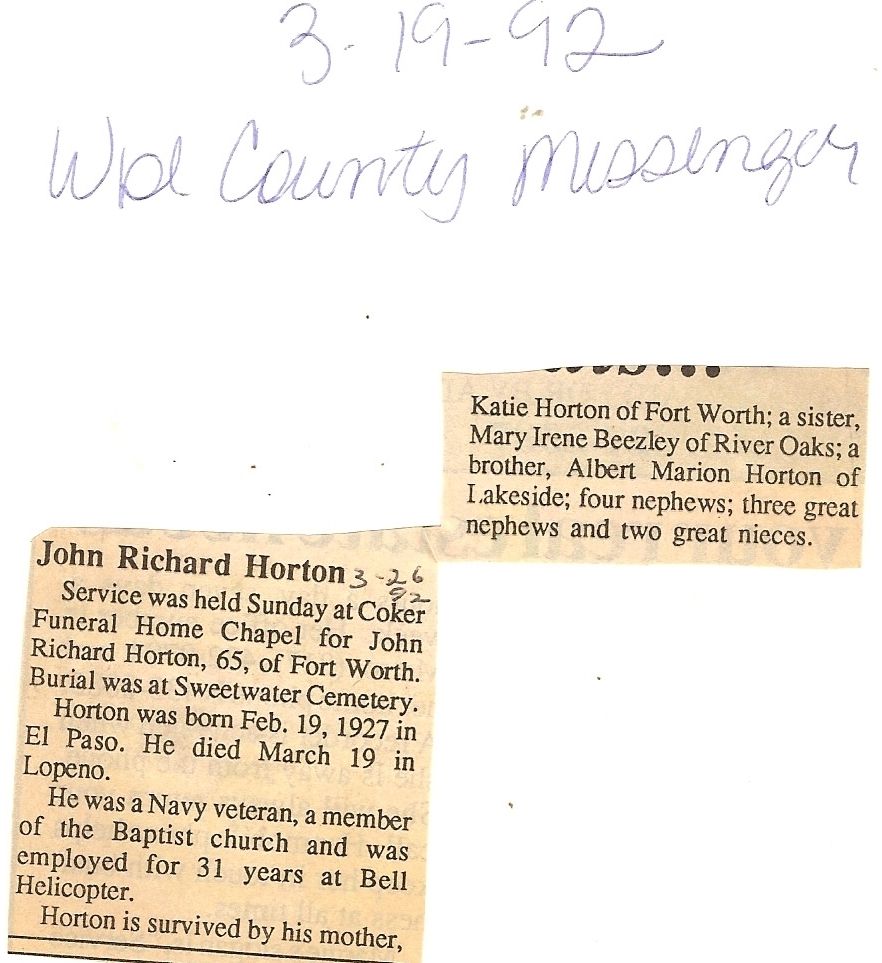 3-19-92
Wise County Messenger
John Richard Horton 3-26
92
Service was held Sunday at Coker
Funeral Home Chapel for John
Richard Horton, 65, of Fort Worth.
Burial was at Sweetwater Cemetery.
Horton was born Feb. 19, 1927 in
El Paso. He died March 19 in
Lopeno.
He was a Navy veteran, a member
of the Baptist church and was
employed for 31 years at Bell
Helicopter.
Horton is survived by his mother,
Katie Horton of Fort Worth; a sister,
Mary Irene Beezley of River Oaks; a
brother, Albert Marion Horton of
Lakeside; four nephews; three great
nephews and two great nieces.